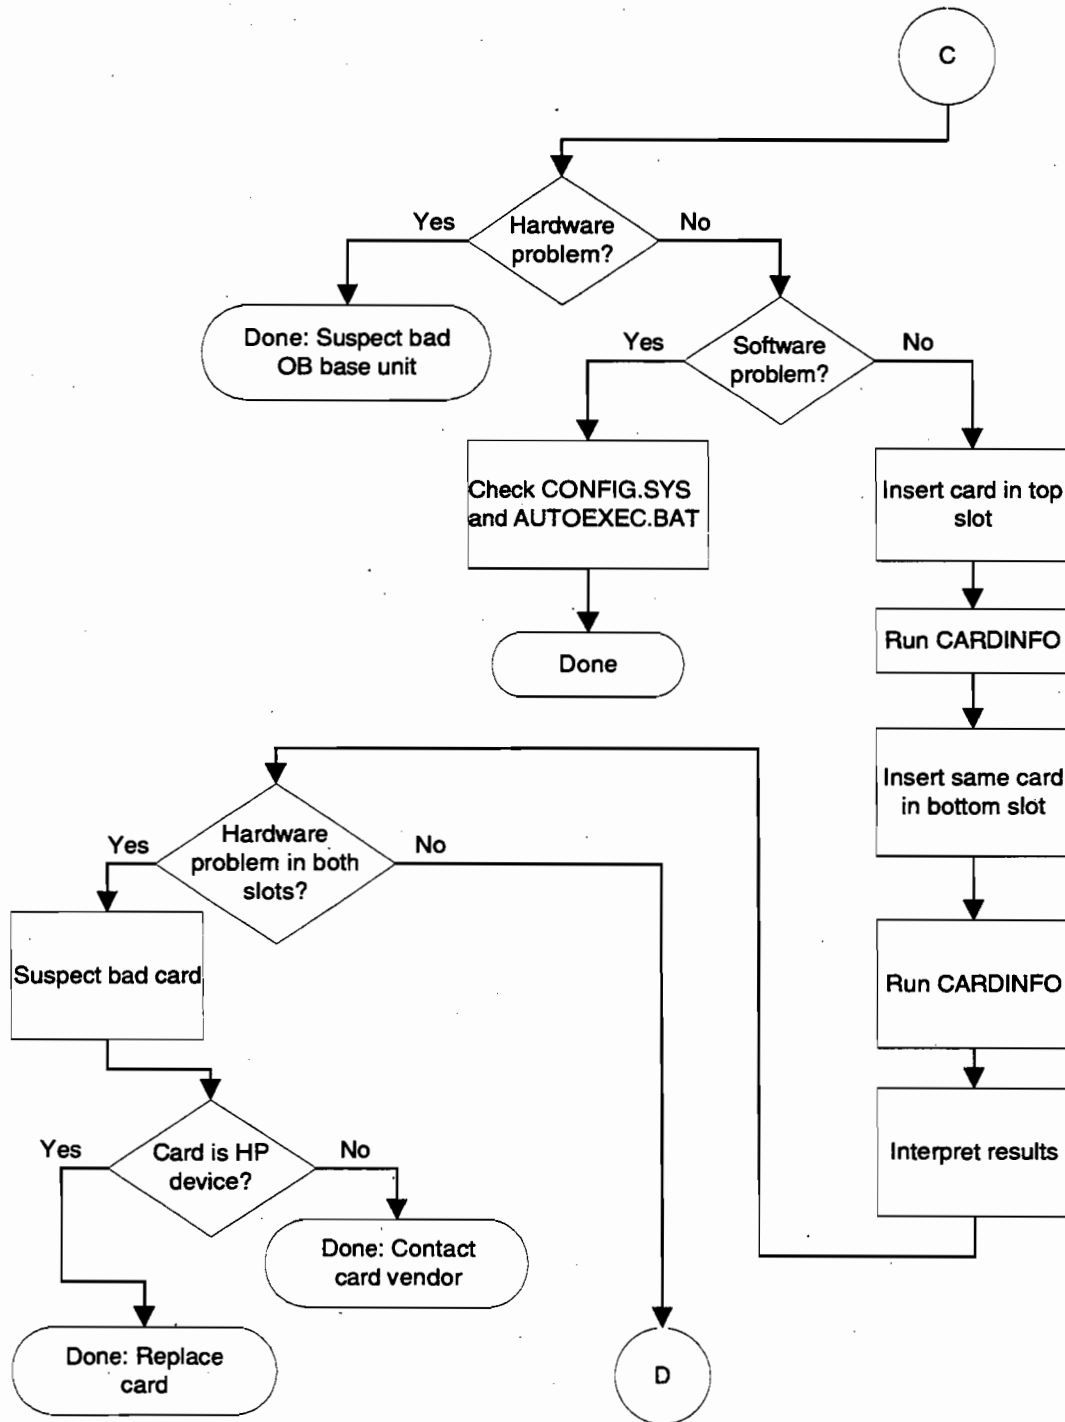 C
Hardware
problem?
Yes
No
Done: Suspect bad
OB base unit
Software
problem?
Yes
No
Check CONFIG.SYS
and AUTOEXEC.BAT
Done
Insert card in top
slot
Run CARDINFO
Insert same card
in bottom slot
Run CARDINFO
Interpret results
Hardware
problem in both
slots?
Yes
No
Suspect bad card
Card is HP
device?
Yes
No
Done: Contact
card vendor
Done: Replace
card
D